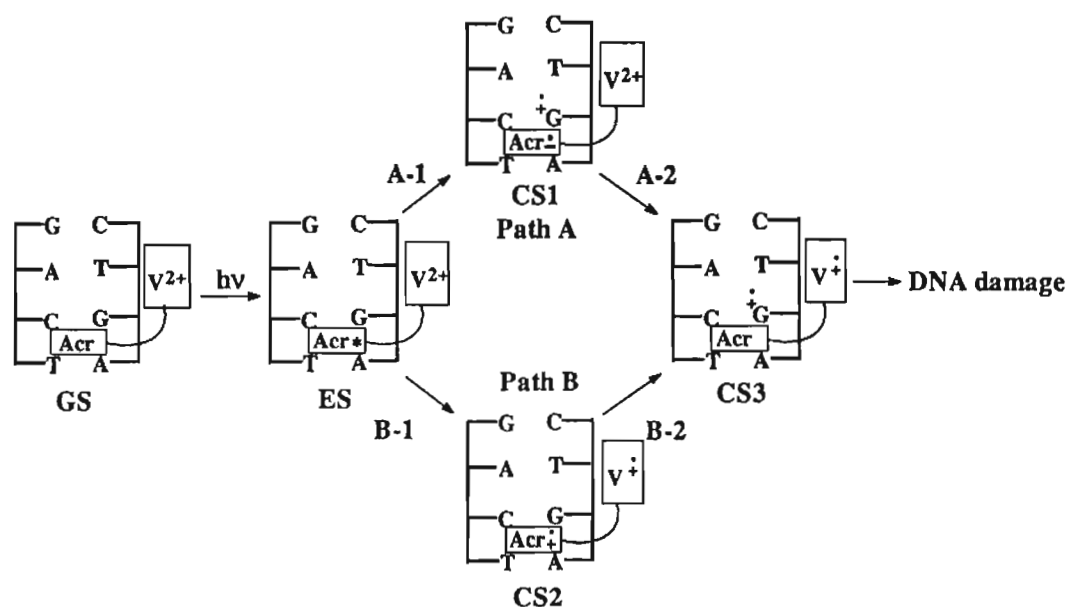 G C
A T V2+
C G
Acr•−
T A
A-1
CS1
A-2
Path A
G C
A T V2+
C G
Acr
T A
GS
hν
G C
A T V2+
C G
Acr*
T A
ES
G C
A T V•+
C •+G
Acr
T A
CS3
DNA damage
Path B
B-1
B-2
G C
A T V•+
C G
Acr•+
T A
CS2